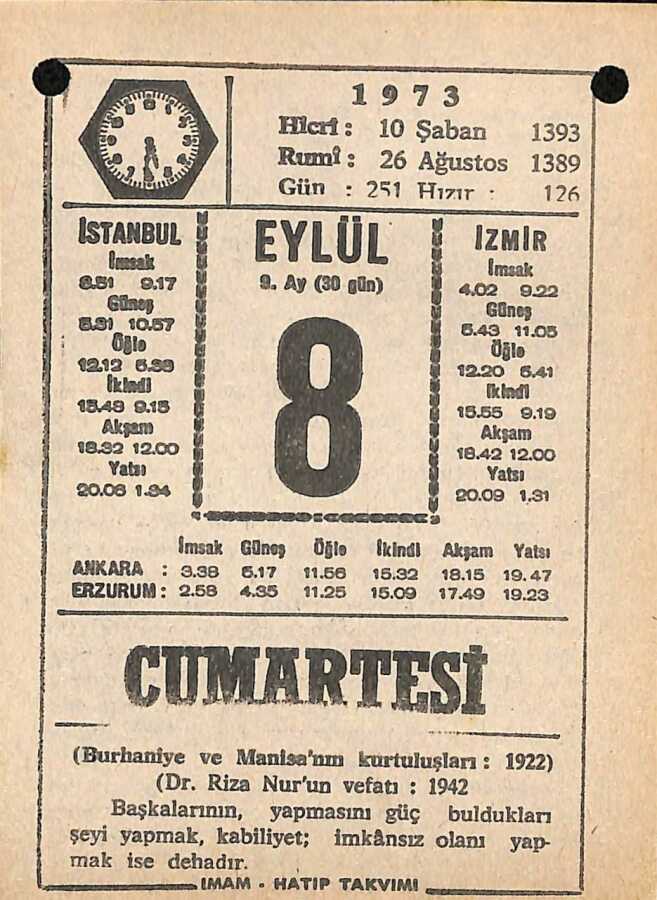 1973
Hicri : 10 Şaban 1393
Rumî : 26 Ağustos 1389
Gün : 251 Hızır : 126
İSTANBUL
İmsak
9.17
Güneş
5.31 10.57
Öğle
12.12 5.38
İkindi
15.48 9.15
Akşam
18.32 12.00
Yatsı
20.06 1.34
EYLÜL
9. Ay (30 gün)
8
İZMİR
İmsak
4.02 9.22
Güneş
5.43 11.05
Öğle
12.20 5.41
İkindi
15.55 9.19
Akşam
18.42 12.00
Yatsı
20.09 1.31
İmsak Güneş Öğle İkindi Akşam Yatsı
ANKARA : 3.38 5.17 11.56 15.32 18.15 19.47
ERZURUM : 2.58 4.35 11.25 15.09 17.49 19.23
CUMARTESİ
(Burhaniye ve Manisa'nın kurtuluşları : 1922)
(Dr. Riza Nur'un vefatı : 1942
Başkalarının, yapmasını güç buldukları
şeyi yapmak, kabiliyet; imkânsız olanı yap-
mak ise dehadır.
İMAM - HATİP TAKVİMİ